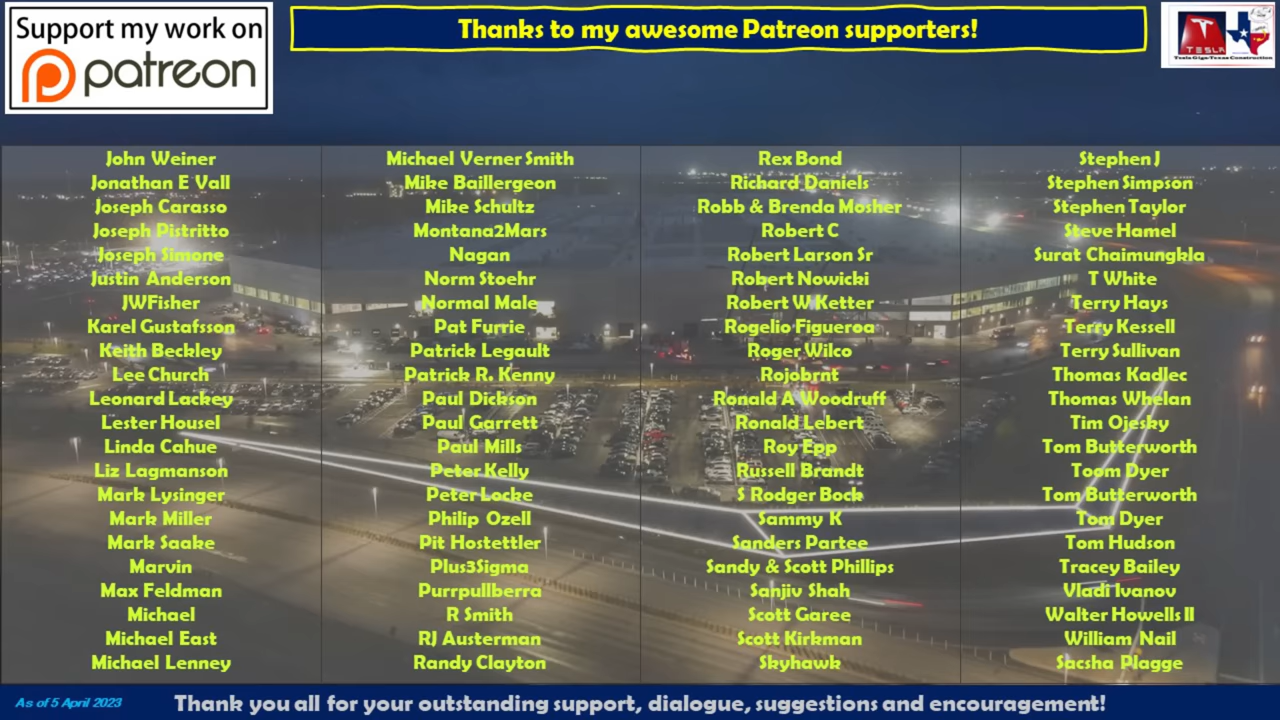 Support my work on
patreon
Thanks to my awesome Patreon supporters!
TESLA
Tesla Giga Texas Construction
John Weiner
Jonathan E Vall
Joseph Carasso
Joseph Pistritto
Joseph Simone
Justin Anderson
JWFisher
Karel Gustafsson
Keith Beckley
Lee Church
Leonard Lackey
Lester Housel
Linda Cahue
Liz Lagmanson
Mark Lysinger
Mark Miller
Mark Saake
Marvin
Max Feldman
Michael
Michael East
Michael Lenney
Michael Verner Smith
Mike Baillergeon
Mike Schultz
Montana2Mars
Nagan
Norm Stoehr
Normal Male
Pat Furrie
Patrick Legault
Patrick R. Kenny
Paul Dickson
Paul Garrett
Paul Mills
Peter Kelly
Peter Locke
Philip Ozell
Pit Hostettler
Plus3Sigma
Purrpullberra
R Smith
RJ Austerman
Randy Clayton
Rex Bond
Richard Daniels
Robb & Brenda Mosher
Robert C
Robert Larson Sr
Robert Nowicki
Robert W Ketter
Rogelio Figueroa
Roger Wilco
Rojobrnt
Ronald A Woodruff
Ronald Lebert
Roy Epp
Russell Brandt
S Rodger Bock
Sammy K
Sanders Partee
Sandy & Scott Phillips
Sanjiv Shah
Scott Garee
Scott Kirkman
Skyhawk
Stephen J
Stephen Simpson
Stephen Taylor
Steve Hamel
Surat Chaimungkla
T White
Terry Hays
Terry Kessell
Terry Sullivan
Thomas Kadlec
Thomas Whelan
Tim Ojesky
Tom Butterworth
Toom Dyer
Tom Butterworth
Tom Dyer
Tom Hudson
Tracey Bailey
Vladi Ivanov
Walter Howells II
William Nail
Sacsha Plagge
As of 5 April 2023
Thank you all for your outstanding support, dialogue, suggestions and encouragement!